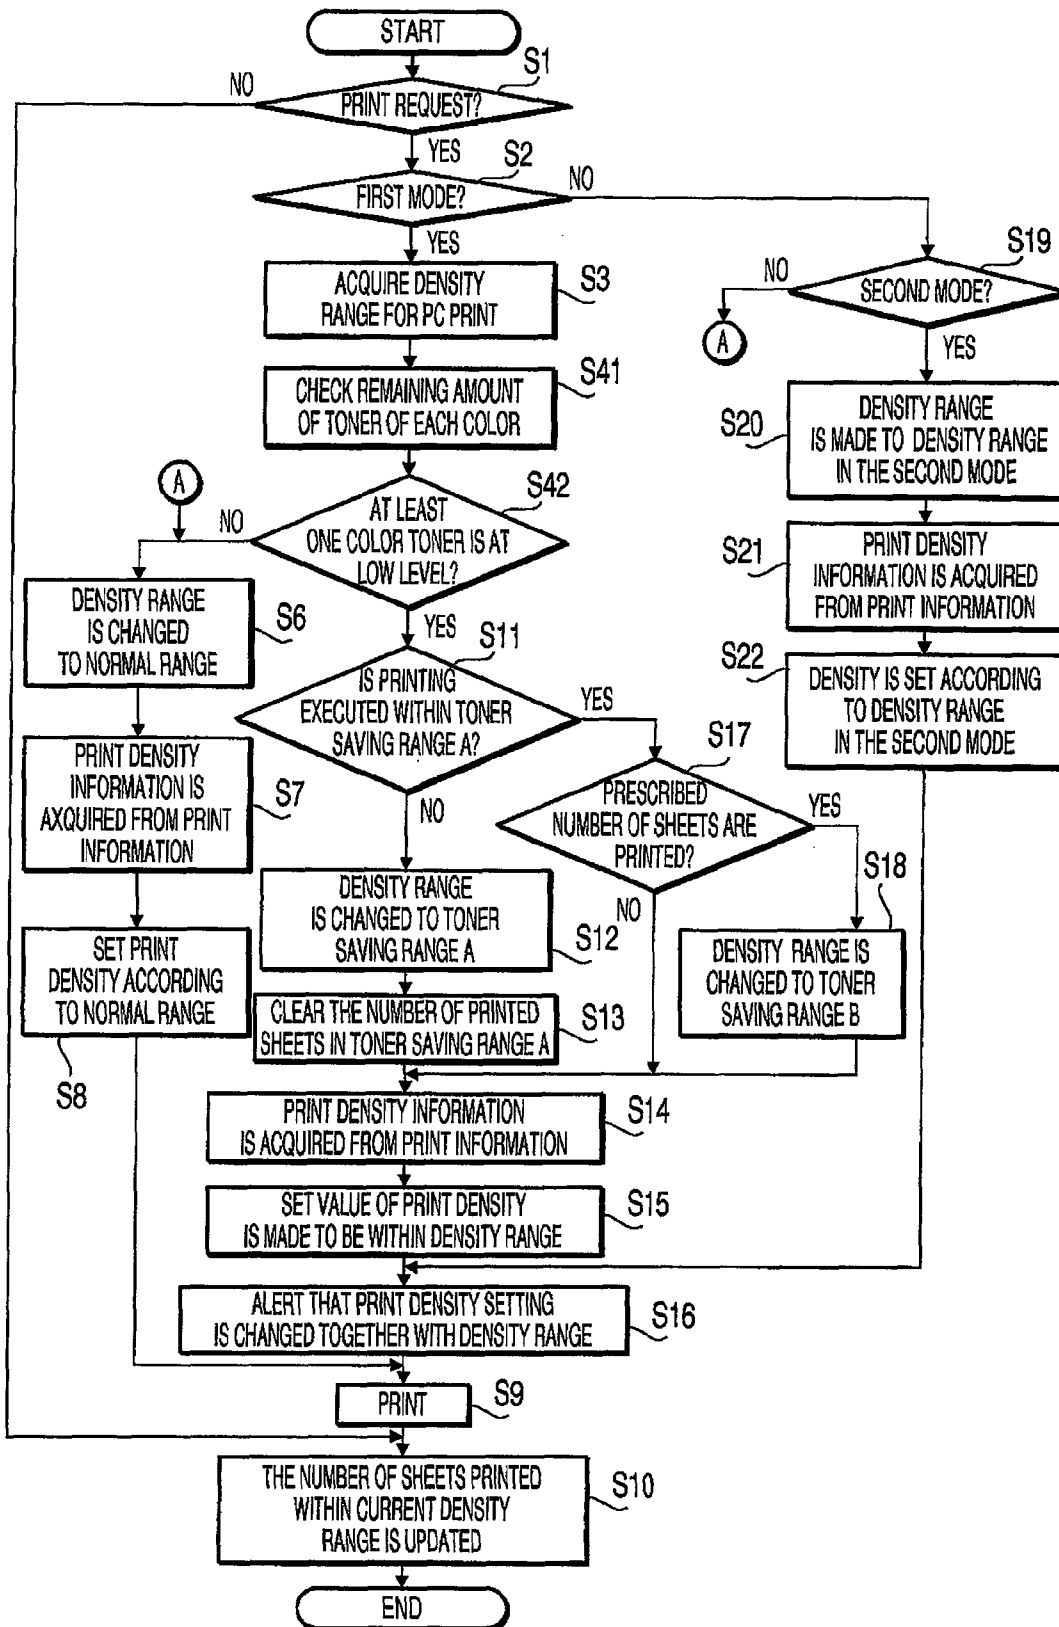 START
S1
NO
PRINT REQUEST?
YES
S2
NO
FIRST MODE?
YES
S19
NO
SECOND MODE?
A
YES
ACQUIRE DENSITY
RANGE FOR PC PRINT
S3
CHECK REMAINING AMOUNT
OF TONER OF EACH COLOR
S41
DENSITY RANGE
IS MADE TO DENSITY RANGE
IN THE SECOND MODE
S20
A
NO
AT LEAST
ONE COLOR TONER IS AT
LOW LEVEL?
S42
YES
PRINT DENSITY
INFORMATION IS ACQUIRED
FROM PRINT INFORMATION
S21
DENSITY RANGE
IS CHANGED
TO NORMAL RANGE
S6
S11
IS PRINTING
EXECUTED WITHIN TONER
SAVING RANGE A?
YES
NO
S22
DENSITY IS SET ACCORDING
TO DENSITY RANGE
IN THE SECOND MODE
PRINT DENSITY
INFORMATION IS
AXQUIRED FROM PRINT
INFORMATION
S7
S17
PRESCRIBED
NUMBER OF SHEETS ARE
PRINTED?
YES
NO
S18
DENSITY RANGE
IS CHANGED TO TONER
SAVING RANGE A
S12
DENSITY RANGE IS
CHANGED TO TONER
SAVING RANGE B
SET PRINT
DENSITY ACCORDING
TO NORMAL RANGE
S8
CLEAR THE NUMBER OF PRINTED
SHEETS IN TONER SAVING RANGE A
S13
PRINT DENSITY INFORMATION
IS ACQUIRED FROM PRINT INFORMATION
S14
SET VALUE OF PRINT DENSITY
IS MADE TO BE WITHIN DENSITY RANGE
S15
ALERT THAT PRINT DENSITY SETTING
IS CHANGED TOGETHER WITH DENSITY RANGE
S16
PRINT
S9
THE NUMBER OF SHEETS PRINTED
WITHIN CURRENT DENSITY
RANGE IS UPDATED
S10
END